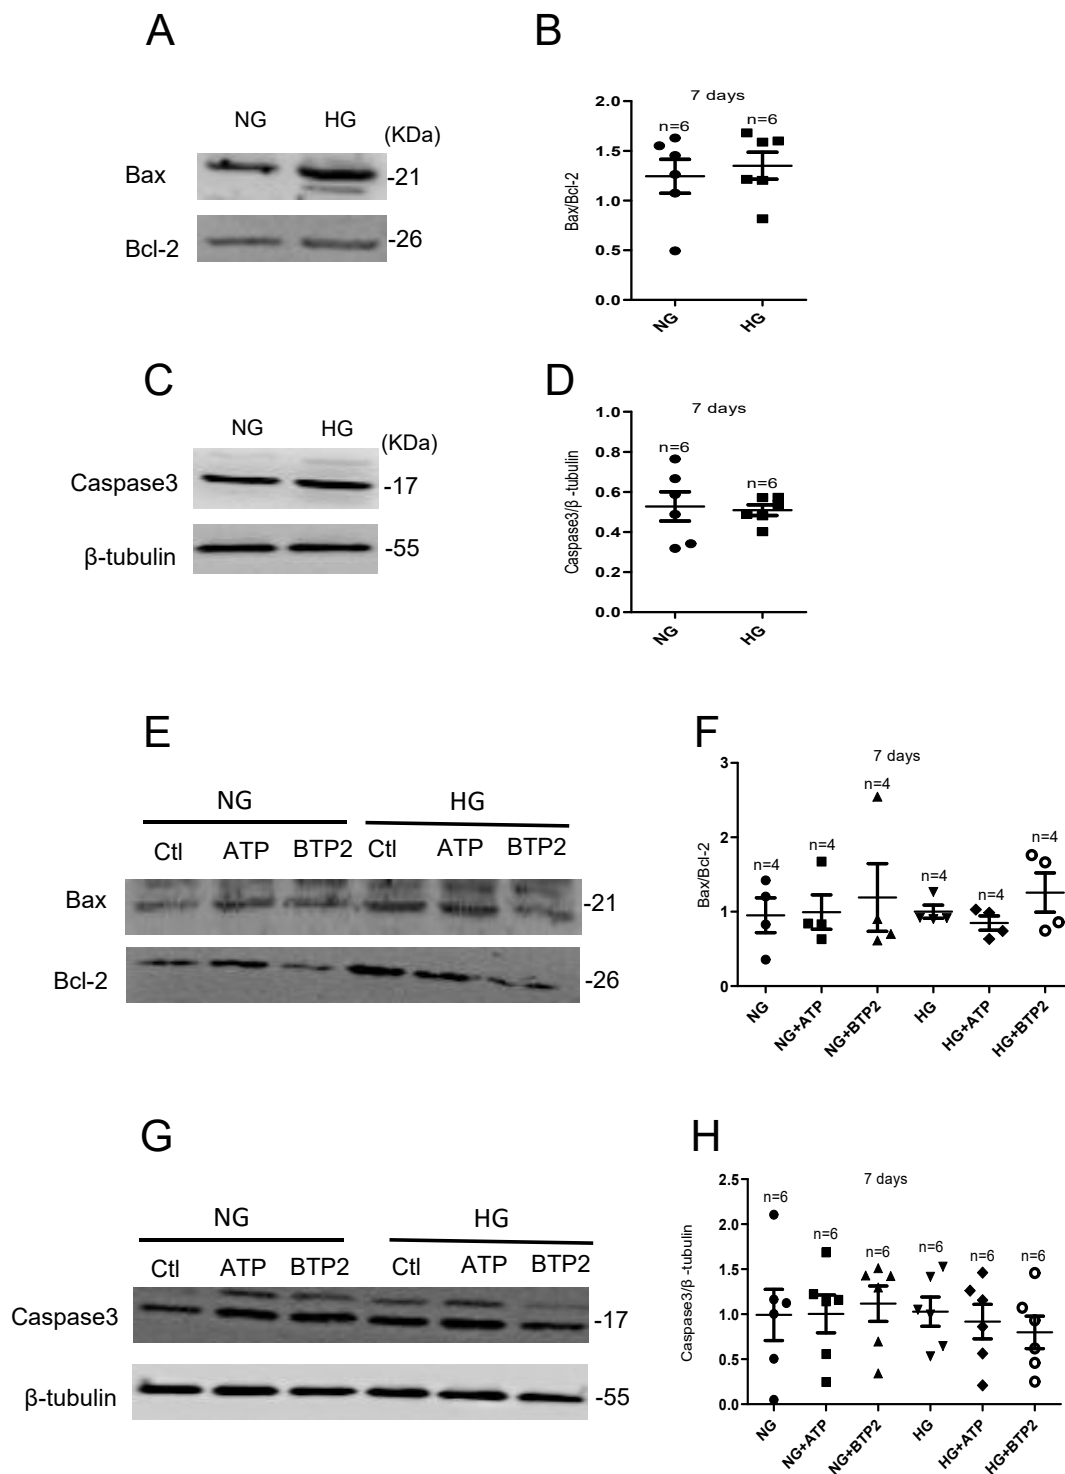 A
B
NG HG (KDa)
Bax -21
Bcl-2 -26
7 days
n=6 n=6
2.0
1.5
1.0
0.5
0.0
Bax/Bcl-2
NG HG
C
D
NG HG (KDa)
Caspase3 -17
β-tubulin -55
7 days
n=6 n=6
1.0
0.8
0.6
0.4
0.2
0.0
Caspase3/β -tubulin
NG HG
E
F
NG HG
Ctl ATP BTP2 Ctl ATP BTP2
Bax -21
Bcl-2 -26
7 days
n=4 n=4 n=4 n=4 n=4 n=4
3
2
1
0
Bax/Bcl-2
NG NG+ATP NG+BTP2 HG HG+ATP HG+BTP2
G
H
NG HG
Ctl ATP BTP2 Ctl ATP BTP2
Caspase3 -17
β-tubulin -55
7 days
n=6 n=6 n=6 n=6 n=6 n=6
2.5
2.0
1.5
1.0
0.5
0.0
Caspase3/β -tubulin
NG NG+ATP NG+BTP2 HG HG+ATP HG+BTP2